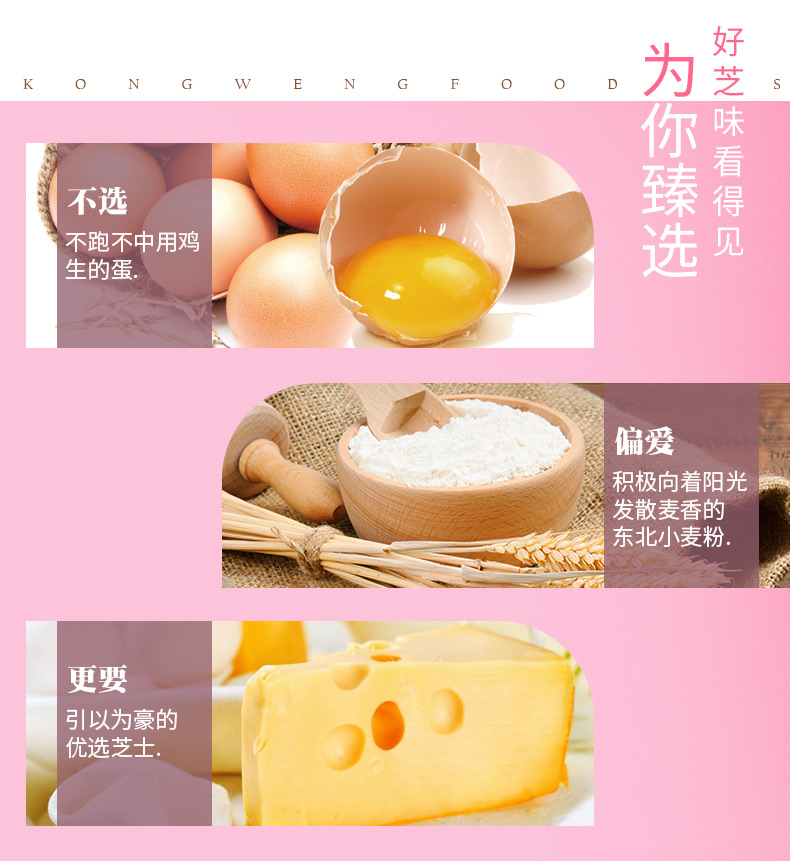 KONGWENGFOODS
好芝味看得见
为你臻选
不选
不跑不中用鸡
生的蛋.
偏爱
积极向着阳光
发散麦香的
东北小麦粉.
更要
引以为豪的
优选芝士.